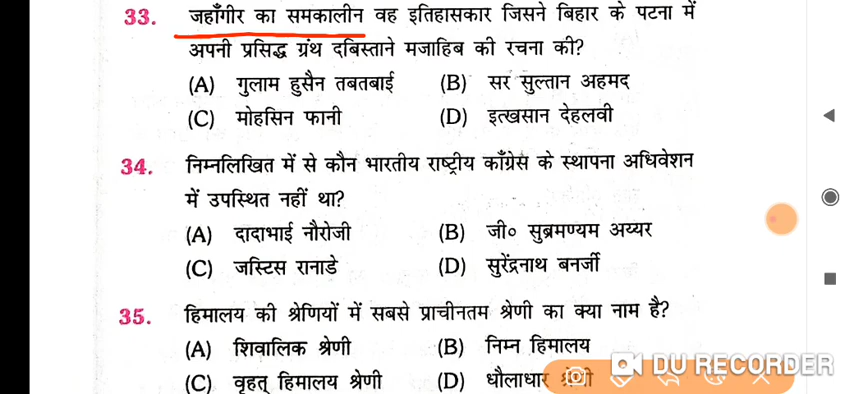 33. जहाँगीर का समकालीन वह इतिहासकार जिसने बिहार के पटना में
अपनी प्रसिद्ध ग्रंथ दबिस्ताने मजाहिब की रचना की?
(A) गुलाम हुसैन तबतबाई (B) सर सुल्तान अहमद
(C) मोहसिन फानी (D) इत्खसान देहलवी
34. निम्नलिखित में से कौन भारतीय राष्ट्रीय काँग्रेस के स्थापना अधिवेशन
में उपस्थित नहीं था?
(A) दादाभाई नौरोजी (B) जी० सुब्रमण्यम अय्यर
(C) जस्टिस रानाडे (D) सुरेंद्रनाथ बनर्जी
35. हिमालय की श्रेणियों में सबसे प्राचीनतम श्रेणी का क्या नाम है?
(A) शिवालिक श्रेणी (B) निम्न हिमालय
(C) वृहत् हिमालय श्रेणी (D) धौलाधार श्रेणी
DU RECORDER